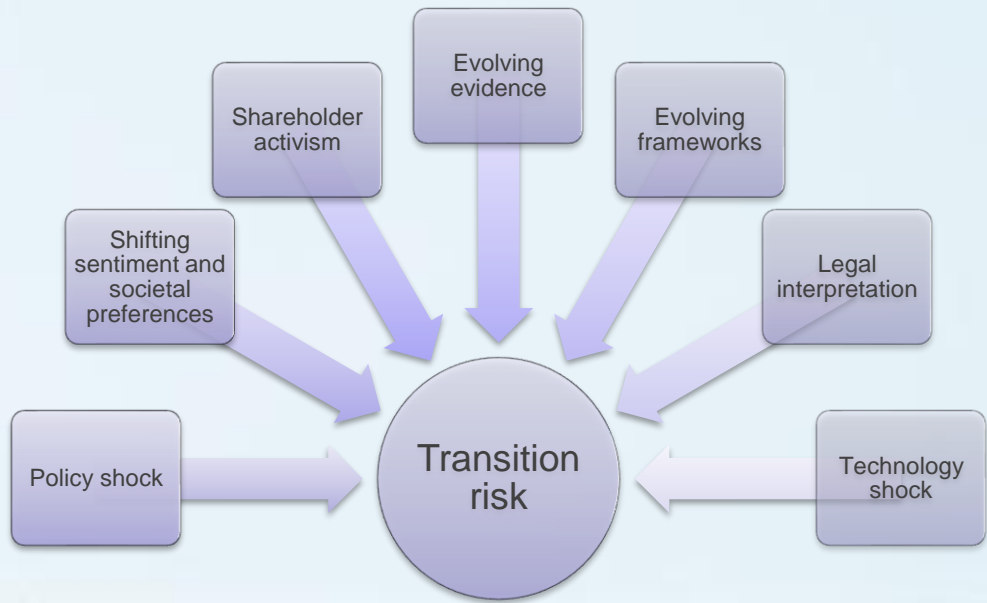 Evolving
evidence
Shareholder
activism
Evolving
frameworks
Shifting
sentiment and
societal
preferences
Legal
interpretation
Policy shock
Transition
risk
Technology
shock